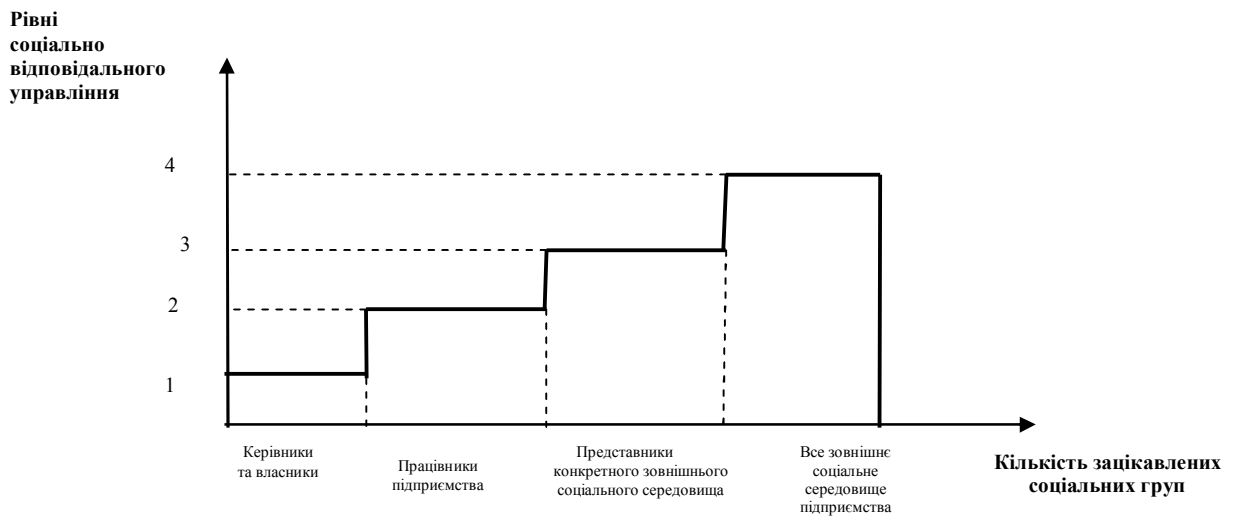 Рівні
соціально
відповідального
управління
4
3
2
1
Керівники
та власники
Працівники
підприємства
Представники
конкретного зовнішнього
соціального середовища
Все зовнішнє
соціальне
середовище
підприємства
Кількість зацікавлених
соціальних груп